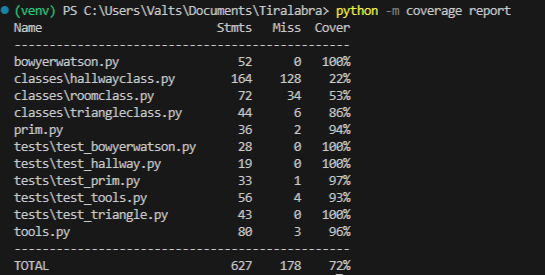 (venv) PS C:\Users\Valts\Documents\Tiralabra> python -m coverage report
Name                          Stmts   Miss  Cover
-------------------------------------------------
bowyerwatson.py                  52      0   100%
classes\hallwayclass.py         164    128    22%
classes\roomclass.py             72     34    53%
classes\triangleclass.py         44      6    86%
prim.py                          36      2    94%
tests\test_bowyerwatson.py       28      0   100%
tests\test_hallway.py            19      0   100%
tests\test_prim.py               33      1    97%
tests\test_tools.py              56      4    93%
tests\test_triangle.py           43      0   100%
tools.py                         80      3    96%
-------------------------------------------------
TOTAL                           627    178    72%